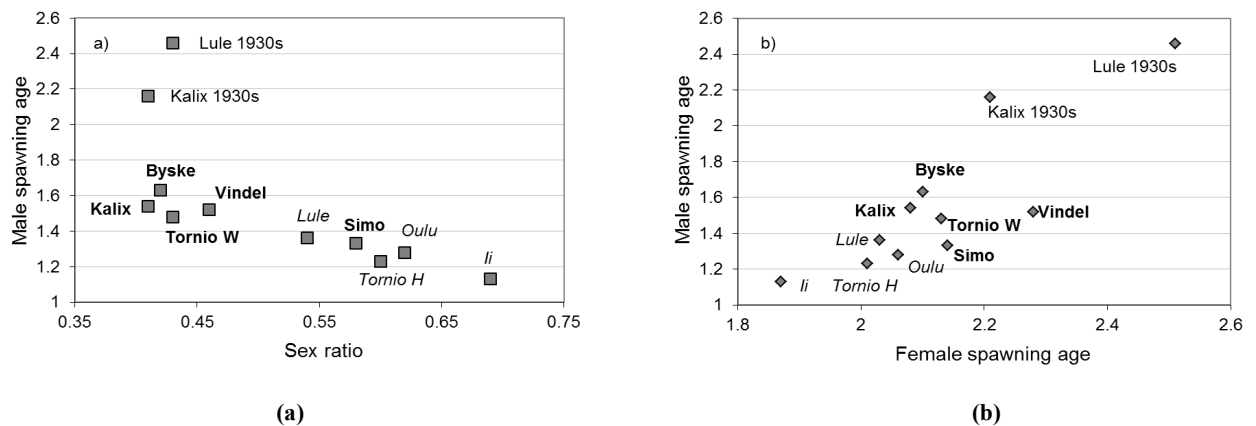 a)
Male spawning age
2.6
2.4
2.2
2
1.8
1.6
1.4
1.2
1
0.35
0.45
0.55
0.65
0.75
Sex ratio
Lule 1930s
Kalix 1930s
Byske
Vindel
Kalix
Tornio W
Lule
Simo
Oulu
Tornio H
Ii
(a)
b)
Male spawning age
2.6
2.4
2.2
2
1.8
1.6
1.4
1.2
1
1.8
2
2.2
2.4
2.6
Female spawning age
Lule 1930s
Kalix 1930s
Byske
Kalix
Vindel
Tornio W
Lule
Simo
Oulu
Ii
Tornio H
(b)